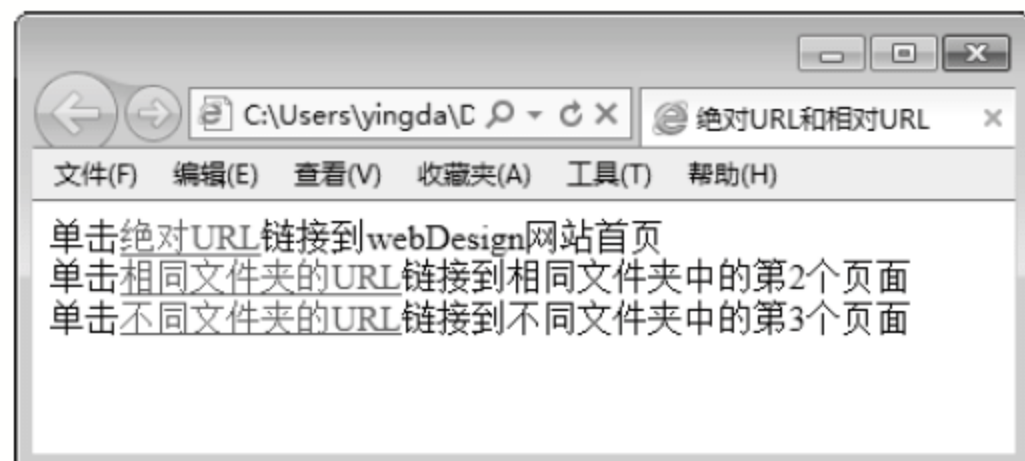 C:\Users\yingda\D
绝对URL和相对URL
文件(F) 编辑(E) 查看(V) 收藏夹(A) 工具(T) 帮助(H)
单击绝对URL链接到webDesign网站首页
单击相同文件夹的URL链接到相同文件夹中的第2个页面
单击不同文件夹的URL链接到不同文件夹中的第3个页面